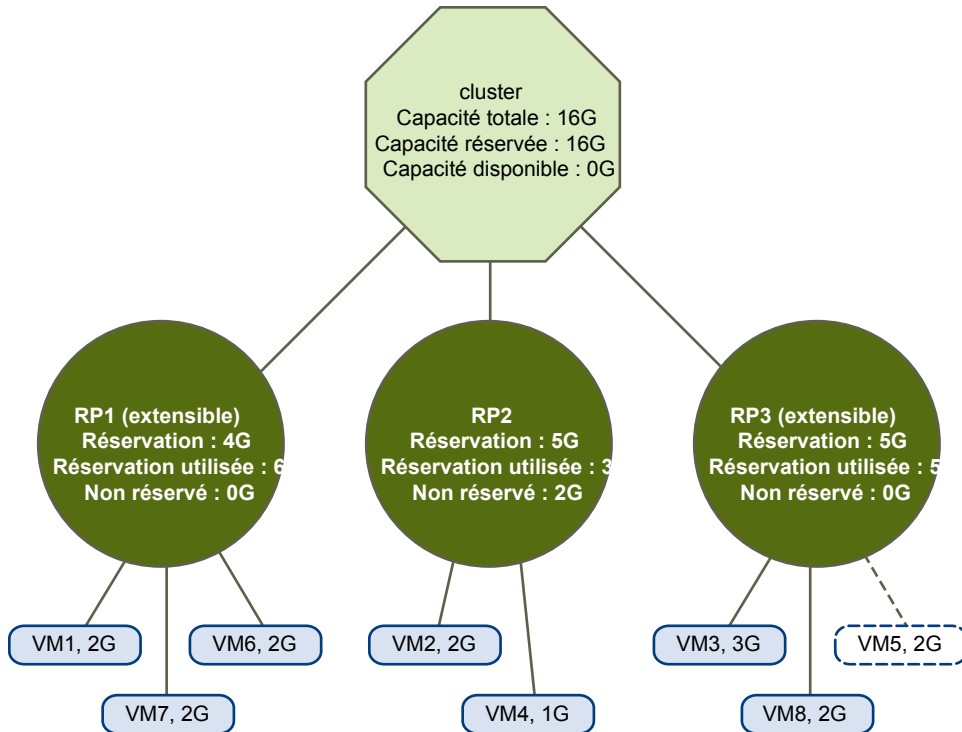 cluster
Capacité totale : 16G
Capacité réservée : 16G
Capacité disponible : 0G
RP1 (extensible)
Réservation : 4G
Réservation utilisée : 6
Non réservé : 0G
RP2
Réservation : 5G
Réservation utilisée : 3
Non réservé : 2G
RP3 (extensible)
Réservation : 5G
Réservation utilisée : 5
Non réservé : 0G
VM1, 2G
VM6, 2G
VM2, 2G
VM3, 3G
VM5, 2G
VM7, 2G
VM4, 1G
VM8, 2G